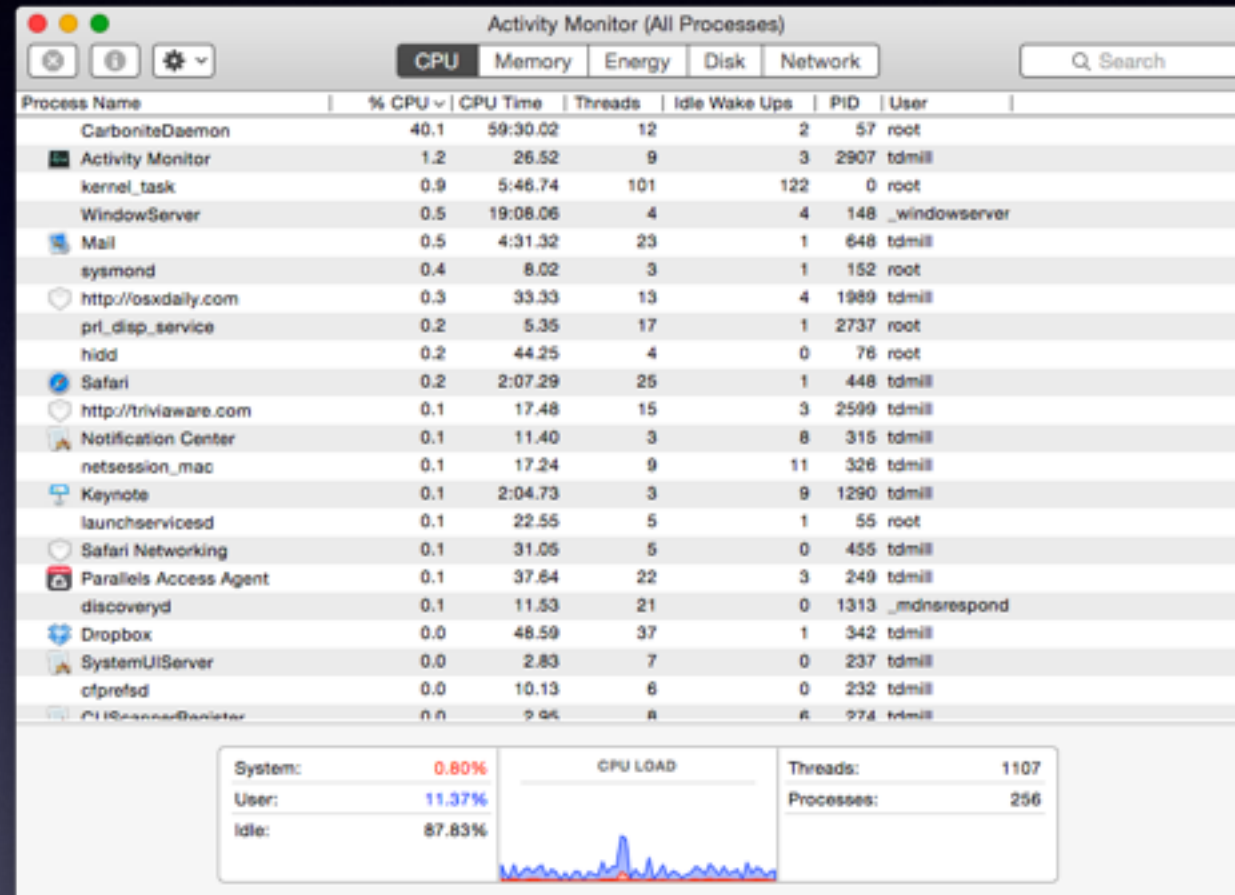 Activity Monitor (All Processes)
CPU Memory Energy Disk Network Search
Process Name % CPU CPU Time Threads Idle Wake Ups PID User
CarboniteDaemon 40.1 59:30.02 12 2 57 root
Activity Monitor 1.2 26.52 9 3 2907 tdmill
kernel_task 0.9 5:46.74 101 122 0 root
WindowServer 0.5 19:08.06 4 4 148 _windowserver
Mail 0.5 4:31.32 23 1 648 tdmill
sysmond 0.4 8.02 3 1 152 root
http://osxdaily.com 0.3 33.33 13 4 1989 tdmill
prl_disp_service 0.2 5.35 17 1 2737 root
hidd 0.2 44.25 4 0 76 root
Safari 0.2 2:07.29 25 1 448 tdmill
http://triviaware.com 0.1 17.48 15 3 2599 tdmill
Notification Center 0.1 11.40 3 8 315 tdmill
netsession_mac 0.1 17.24 9 11 326 tdmill
Keynote 0.1 2:04.73 3 9 1290 tdmill
launchservicesd 0.1 22.55 5 1 55 root
Safari Networking 0.1 31.05 5 0 455 tdmill
Parallels Access Agent 0.1 37.64 22 3 249 tdmill
discoveryd 0.1 11.53 21 0 1313 _mdnsrespond
Dropbox 0.0 48.59 37 1 342 tdmill
SystemUIServer 0.0 2.83 7 0 237 tdmill
cfprefsd 0.0 10.13 6 0 232 tdmill
CIJScannerRegister 0.0 2.95 8 6 274 tdmill
System: 0.80% CPU LOAD Threads: 1107
User: 11.37% Processes: 256
Idle: 87.83%